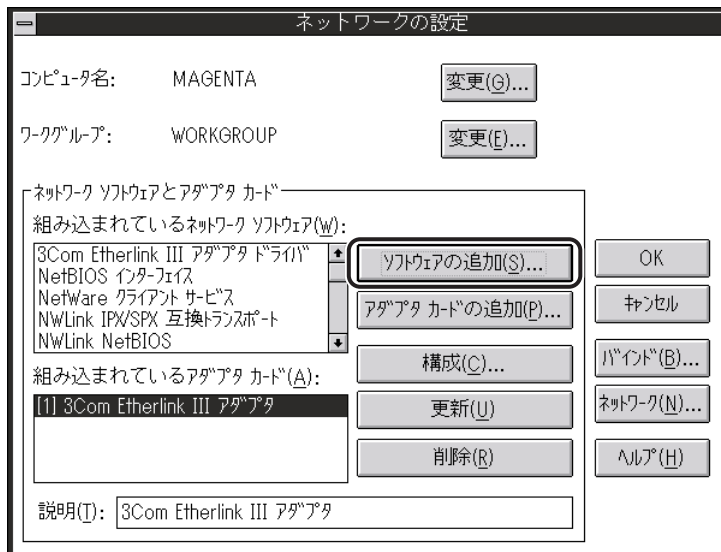 ネットワークの設定
コンピュータ名: MAGENTA 変更(G)...
ワークグループ: WORKGROUP 変更(E)...
ネットワーク ソフトウェアとアダプタ カード
組み込まれているネットワーク ソフトウェア(W):
3Com Etherlink III アダプタ ドライバ
NetBIOS インターフェイス
NetWare クライアント サービス
NWLink IPX/SPX 互換トランスポート
NWLink NetBIOS
ソフトウェアの追加(S)...
アダプタ カードの追加(P)...
構成(C)...
更新(U)
削除(R)
組み込まれているアダプタ カード(A):
[1] 3Com Etherlink III アダプタ
説明(T): 3Com Etherlink III アダプタ
OK
キャンセル
バインド(B)...
ネットワーク(N)...
ヘルプ(H)